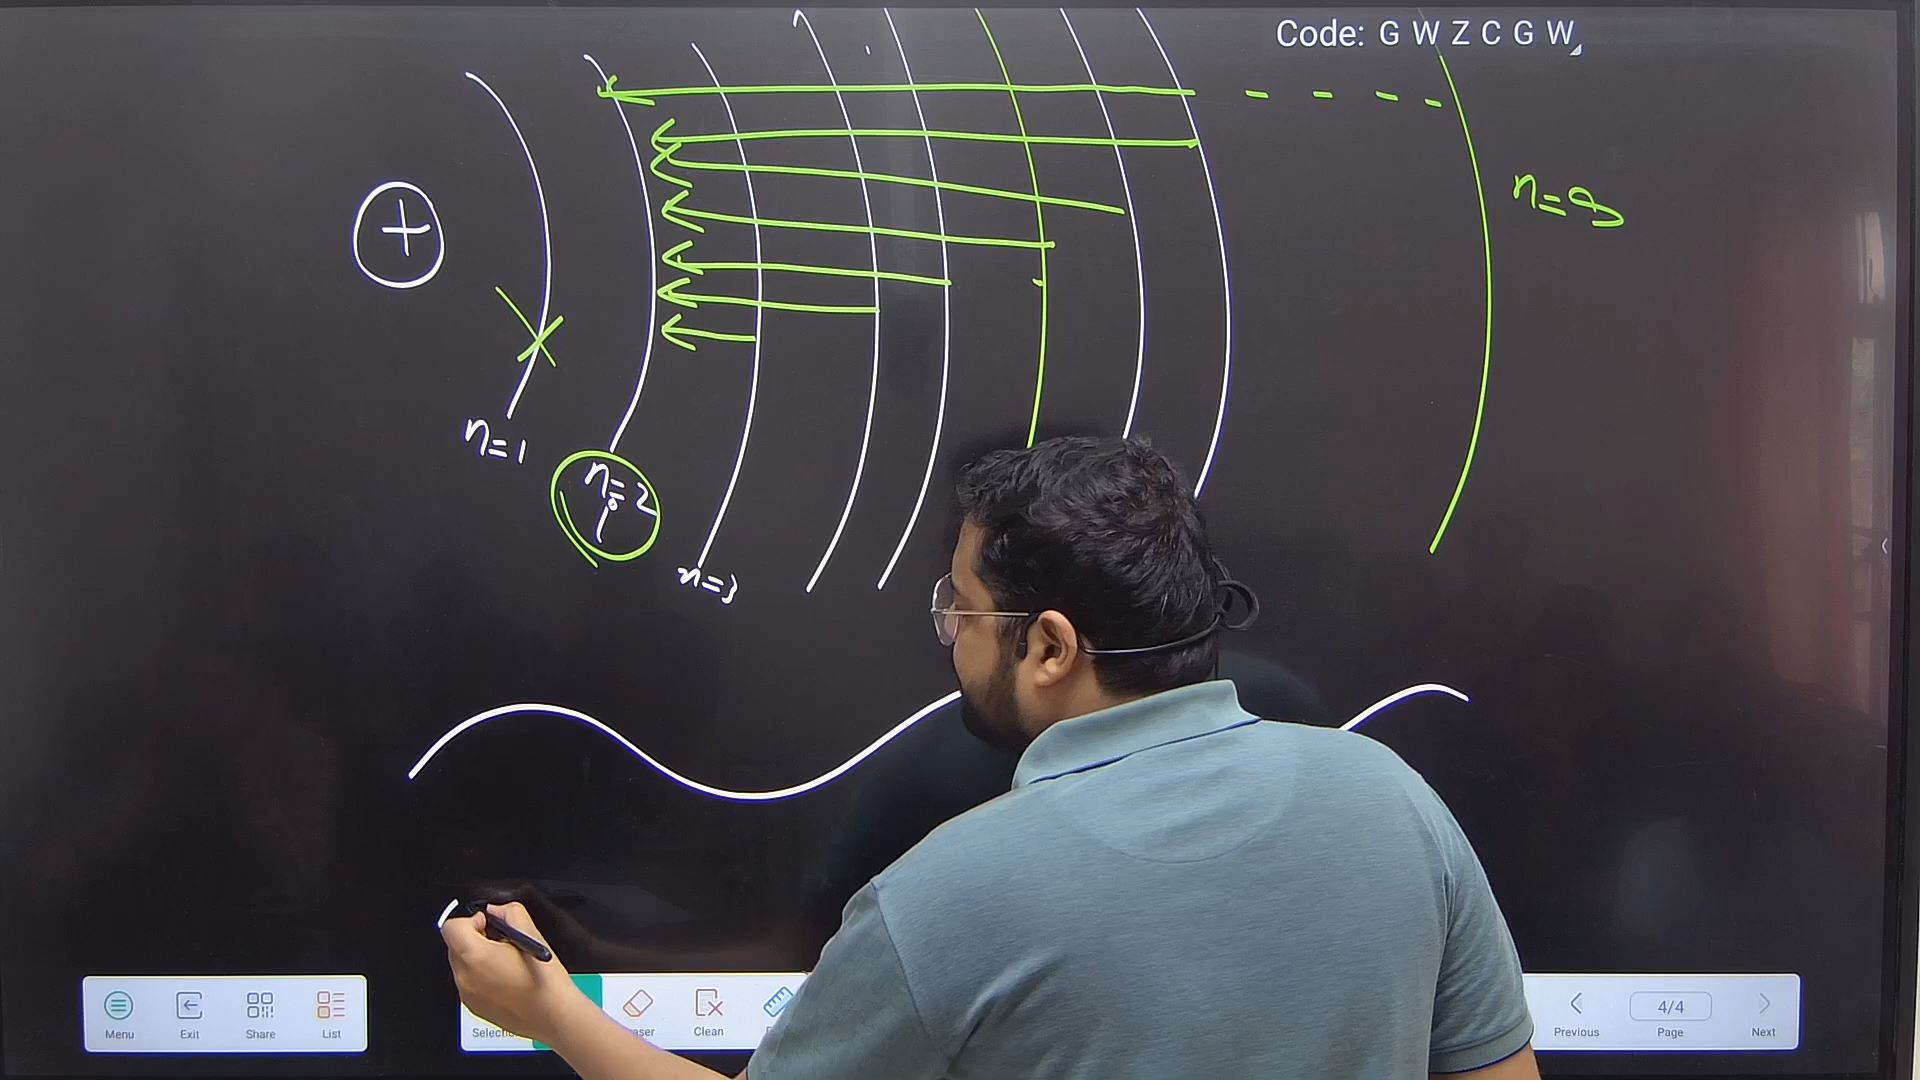 Code: G W Z C G W
n=∞
+
n=1
n=2
n=3
Menu
Exit
Share
List
Clean
4/4
Previous
Page
Next